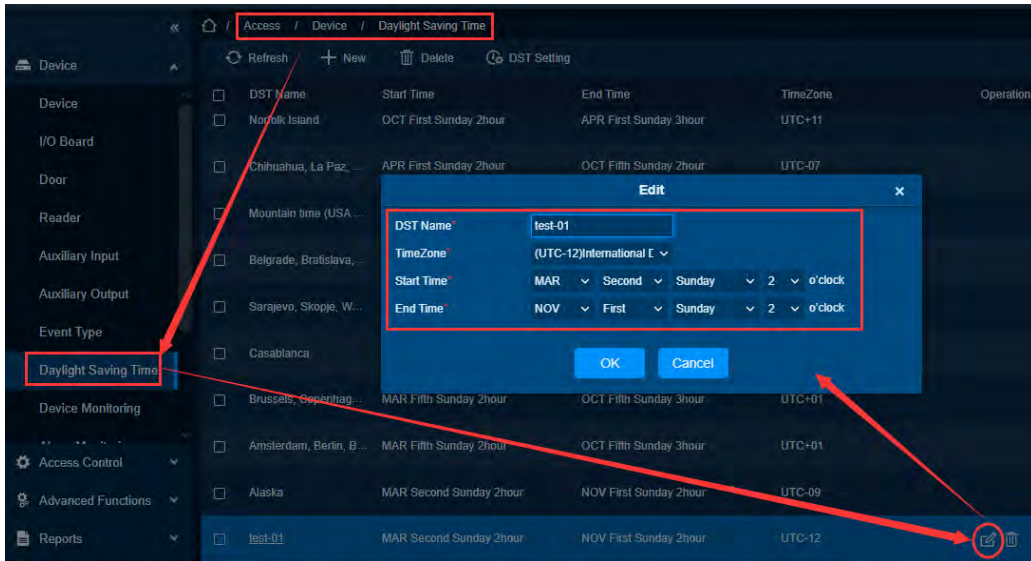 « / Access / Device / Daylight Saving Time
Refresh New Delete DST Setting
Device
Device
I/O Board
Door
Reader
Auxiliary Input
Auxiliary Output
Event Type
Daylight Saving Time
Device Monitoring
Access Control
Advanced Functions
Reports
DST Name Start Time End Time TimeZone Operation
Norfolk Island OCT First Sunday 2hour APR First Sunday 3hour UTC+11
Chihuahua, La Paz, ... APR First Sunday 2hour OCT Fifth Sunday 2hour UTC-07
Mountain time (USA ...
Belgrade, Bratislava,...
Sarajevo, Skopje, W...
Casablanca
Brussels, Copenhag... MAR Fifth Sunday 2hour OCT Fifth Sunday 3hour UTC+01
Amsterdam, Berlin, B... MAR Fifth Sunday 2hour OCT Fifth Sunday 3hour UTC+01
Alaska MAR Second Sunday 2hour NOV First Sunday 2hour UTC-09
test-01 MAR Second Sunday 2hour NOV First Sunday 2hour UTC-12
Edit ×
DST Name* test-01
TimeZone* (UTC-12)International D
Start Time* MAR Second Sunday 2 o'clock
End Time* NOV First Sunday 2 o'clock
OK Cancel